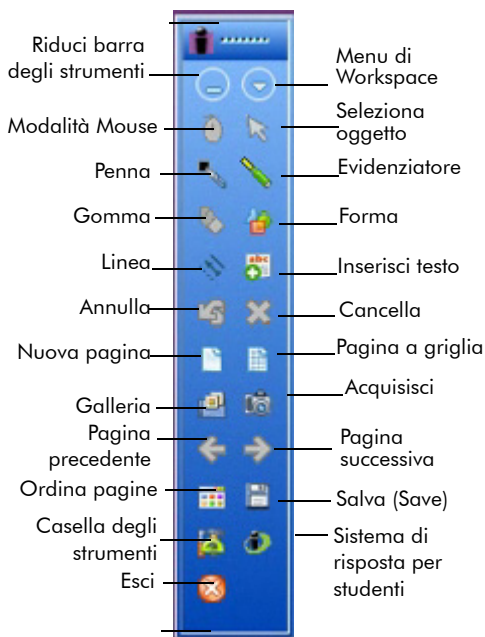 Riduci barra
degli strumenti
Menu di
Workspace
Modalità Mouse
Seleziona
oggetto
Penna
Evidenziatore
Gomma
Forma
Linea
abc
Inserisci testo
Annulla
Cancella
Nuova pagina
Pagina a griglia
Galleria
Acquisisci
Pagina
precedente
Pagina
successiva
Ordina pagine
Salva (Save)
Casella degli
strumenti
Sistema di
risposta per
studenti
Esci